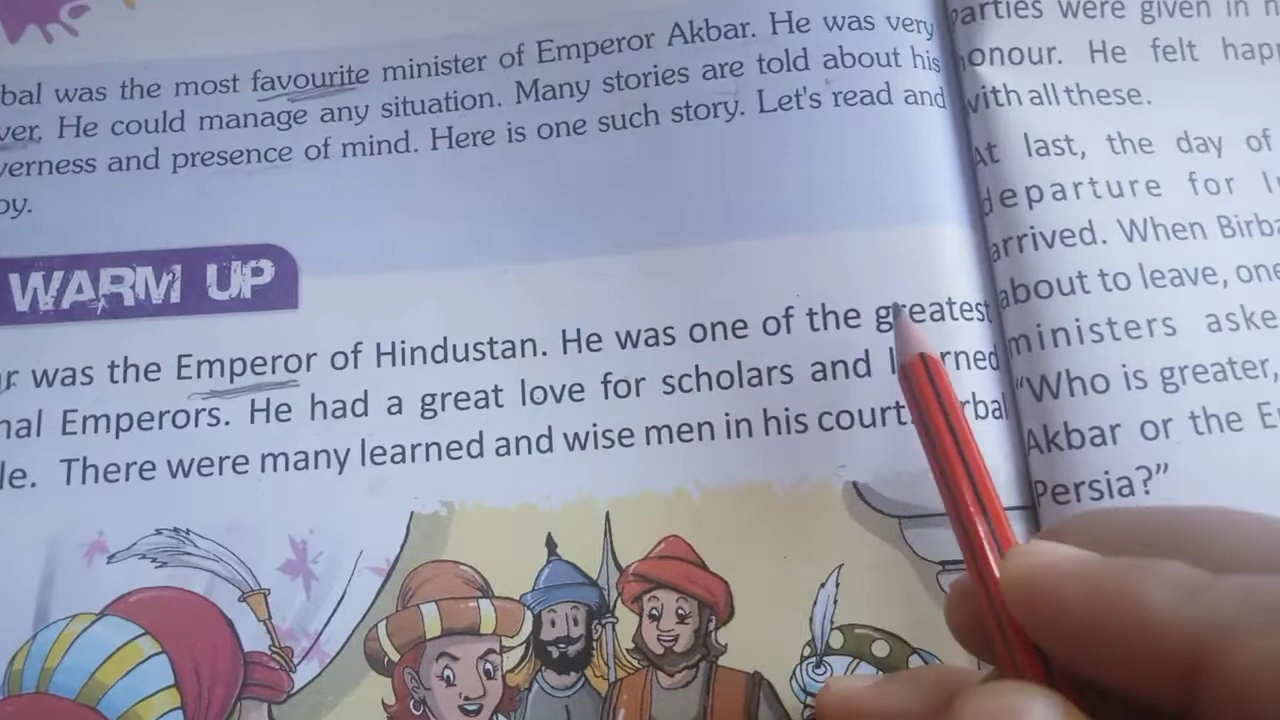 bal was the most favourite minister of Emperor Akbar. He was very
ver. He could manage any situation. Many stories are told about his
verness and presence of mind. Here is one such story. Let's read and
oy.
WARM UP
r was the Emperor of Hindustan. He was one of the greatest
hal Emperors. He had a great love for scholars and l rned
le. There were many learned and wise men in his court. rbal
parties were given in h
honour. He felt happ
with all these.
At last, the day of
departure for I
arrived. When Birba
about to leave, one
ministers aske
“Who is greater,
Akbar or the E
Persia?”